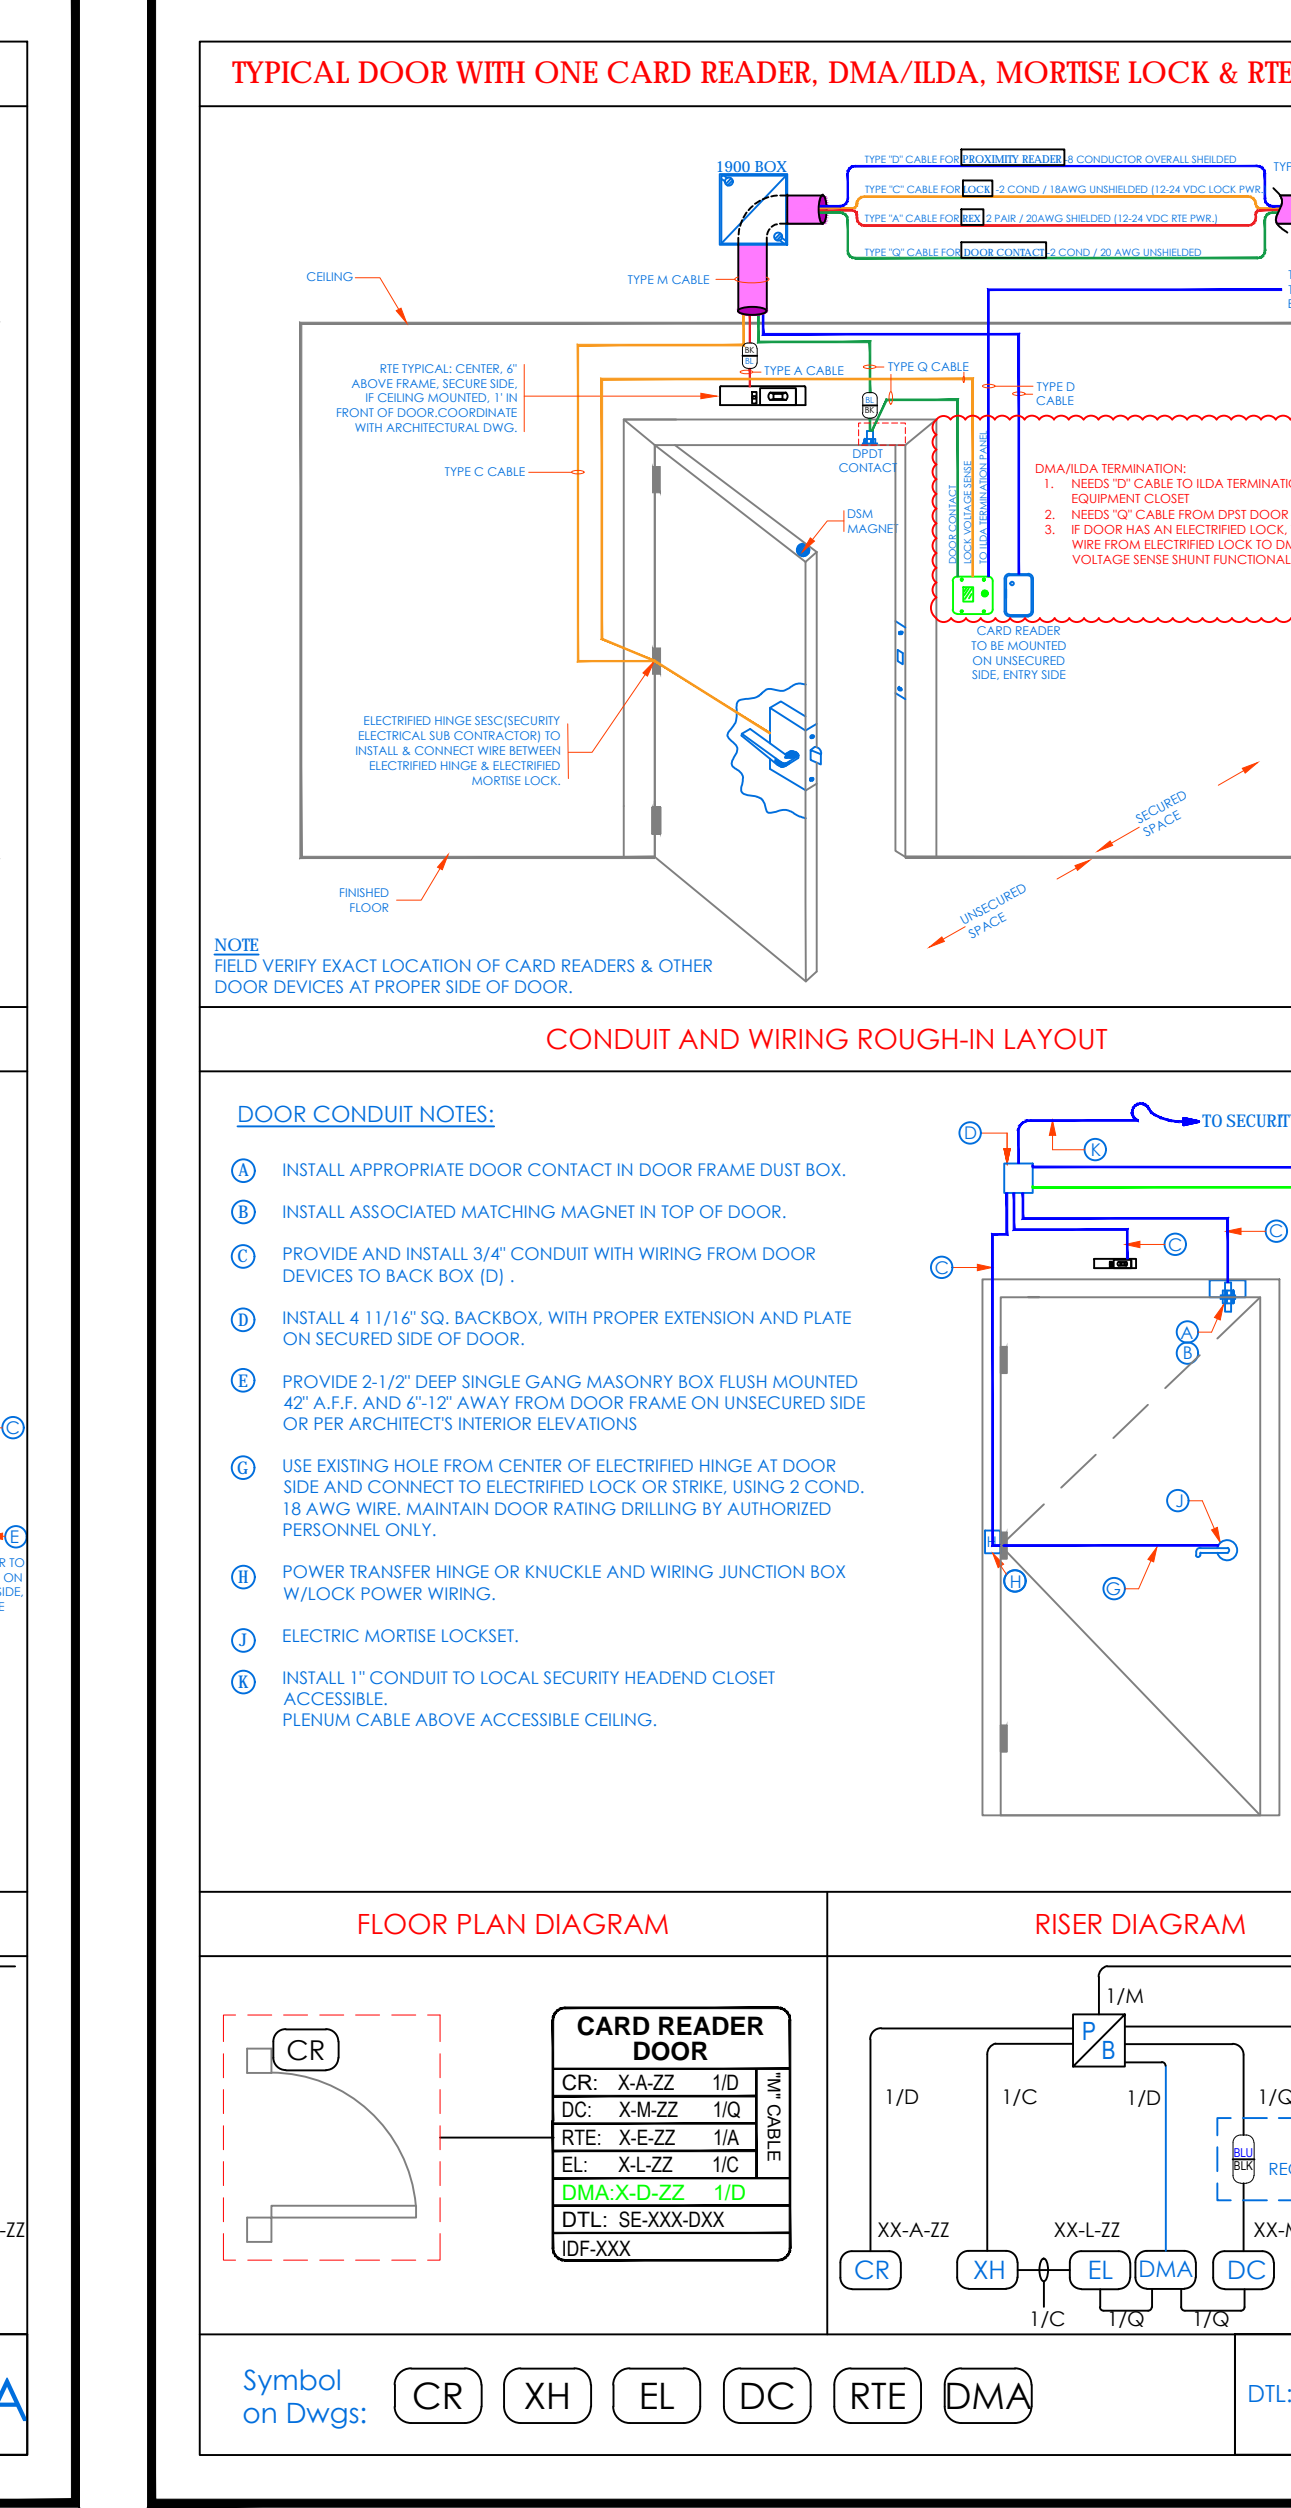 TYPICAL DOOR WITH ONE CARD READER, DMA/ILDA, MORTISE LOCK & RTE
1900 BOX
TYPE "D" CABLE FOR PROXIMITY READER -8 CONDUCTOR OVERALL SHEILDED
TYPE "C" CABLE FOR LOCK -2 COND / 18AWG UNSHIELDED (12-24 VDC LOCK PWR.
TYPE "A" CABLE FOR REX 2 PAIR / 20AWG SHIELDED (12-24 VDC RTE PWR.)
TYPE "Q" CABLE FOR DOOR CONTACT -2 COND / 20 AWG UNSHIELDED
CEILING
TYPE M CABLE
BK
BL
TYPE A CABLE
TYPE Q CABLE
RTE TYPICAL: CENTER, 6"
ABOVE FRAME, SECURE SIDE,
IF CEILING MOUNTED, 1' IN
FRONT OF DOOR.COORDINATE
WITH ARCHITECTURAL DWG.
TYPE D
CABLE
BL
BK
DPDT
CONTACT
TYPE C CABLE
DSM
MAGNET
DOOR CONTACT
LOCK VOLTAGE SENSE
TO ILDA TERMINATION PANEL
DMA/ILDA TERMINATION:
1. NEEDS "D" CABLE TO ILDA TERMINATI
EQUIPMENT CLOSET
2. NEEDS "Q" CABLE FROM DPST DOOR
3. IF DOOR HAS AN ELECTRIFIED LOCK,
WIRE FROM ELECTRIFIED LOCK TO DM
VOLTAGE SENSE SHUNT FUNCTIONAL
CARD READER
TO BE MOUNTED
ON UNSECURED
SIDE, ENTRY SIDE
ELECTRIFIED HINGE SESC(SECURITY
ELECTRICAL SUB CONTRACTOR) TO
INSTALL & CONNECT WIRE BETWEEN
ELECTRIFIED HINGE & ELECTRIFIED
MORTISE LOCK.
SECURED
SPACE
UNSECURED
SPACE
FINISHED
FLOOR
NOTE
FIELD VERIFY EXACT LOCATION OF CARD READERS & OTHER
DOOR DEVICES AT PROPER SIDE OF DOOR.
CONDUIT AND WIRING ROUGH-IN LAYOUT
DOOR CONDUIT NOTES:
A INSTALL APPROPRIATE DOOR CONTACT IN DOOR FRAME DUST BOX.
B INSTALL ASSOCIATED MATCHING MAGNET IN TOP OF DOOR.
C PROVIDE AND INSTALL 3/4" CONDUIT WITH WIRING FROM DOOR
DEVICES TO BACK BOX (D) .
D INSTALL 4 11/16" SQ. BACKBOX, WITH PROPER EXTENSION AND PLATE
ON SECURED SIDE OF DOOR.
E PROVIDE 2-1/2" DEEP SINGLE GANG MASONRY BOX FLUSH MOUNTED
42" A.F.F. AND 6"-12" AWAY FROM DOOR FRAME ON UNSECURED SIDE
OR PER ARCHITECT'S INTERIOR ELEVATIONS
G USE EXISTING HOLE FROM CENTER OF ELECTRIFIED HINGE AT DOOR
SIDE AND CONNECT TO ELECTRIFIED LOCK OR STRIKE, USING 2 COND.
18 AWG WIRE. MAINTAIN DOOR RATING DRILLING BY AUTHORIZED
PERSONNEL ONLY.
H POWER TRANSFER HINGE OR KNUCKLE AND WIRING JUNCTION BOX
W/LOCK POWER WIRING.
J ELECTRIC MORTISE LOCKSET.
K INSTALL 1" CONDUIT TO LOCAL SECURITY HEADEND CLOSET
ACCESSIBLE.
PLENUM CABLE ABOVE ACCESSIBLE CEILING.
TO SECURIT
D
K
C
C
C
A
B
J
H
G
H
C
E
R TO
ON
SIDE,
E
FLOOR PLAN DIAGRAM
CR
CARD READER
DOOR
CR: X-A-ZZ 1/D
DC: X-M-ZZ 1/Q
RTE: X-E-ZZ 1/A
EL: X-L-ZZ 1/C
"M" CABLE
DMA:X-D-ZZ 1/D
DTL: SE-XXX-DXX
IDF-XXX
RISER DIAGRAM
1/M
P/B
1/D
1/C
1/D
1/Q
BLU
BLK
RE
XX-A-ZZ
XX-L-ZZ
XX-M
CR
XH
EL
DMA
DC
1/C
1/Q
1/Q
-ZZ
A
Symbol
on Dwgs:
CR
XH
EL
DC
RTE
DMA
DTL: